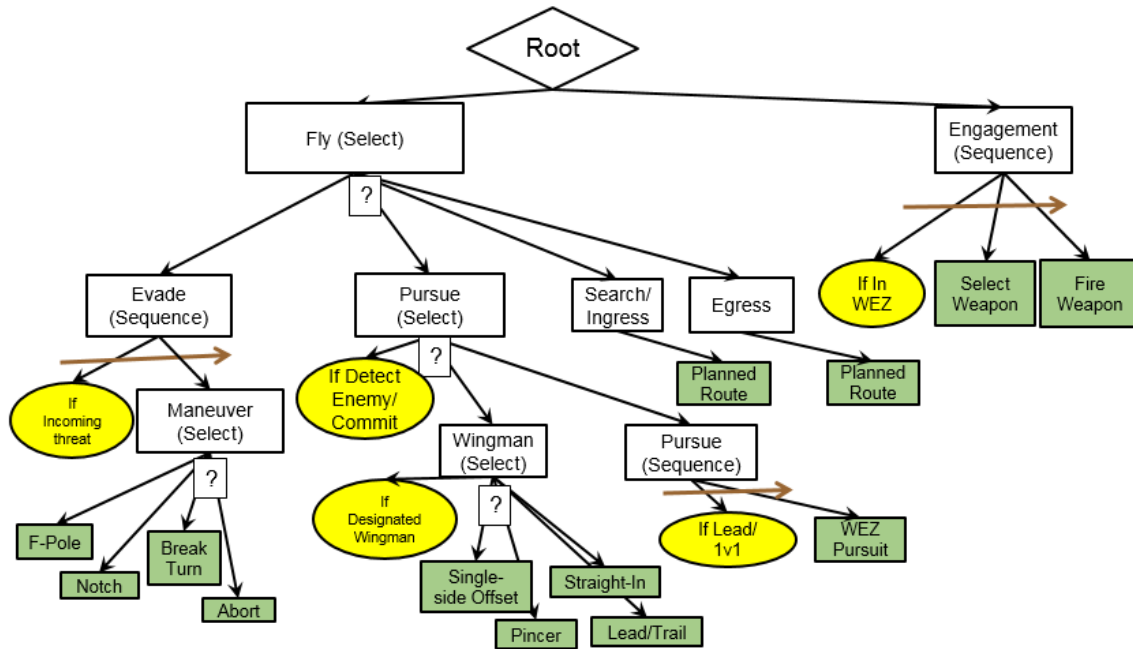 Root
Fly (Select)
Engagement
(Sequence)
?
Evade
(Sequence)
Pursue
(Select)
Search/
Ingress
Egress
If In
WEZ
Select
Weapon
Fire
Weapon
?
If
Incoming
threat
Maneuver
(Select)
If Detect
Enemy/
Commit
Planned
Route
Planned
Route
Wingman
(Select)
Pursue
(Sequence)
?
?
If
Designated
Wingman
If Lead/
1v1
WEZ
Pursuit
F-Pole
Notch
Break
Turn
Abort
Single-
side Offset
Straight-In
Pincer
Lead/Trail